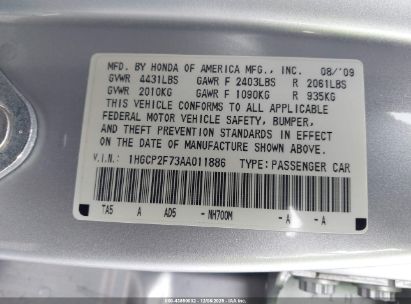 MFD. BY HONDA OF AMERICA MFG., INC. 08/'09
GVWR 4431LBS GAWR F 2403LBS R 2061LBS
GVWR 2010KG GAWR F 1090KG R 935KG
THIS VEHICLE CONFORMS TO ALL APPLICABLE
FEDERAL MOTOR VEHICLE SAFETY, BUMPER,
AND THEFT PREVENTION STANDARDS IN EFFECT
ON THE DATE OF MANUFACTURE SHOWN ABOVE.
V.I.N.: 1HGCP2F73AA011886 TYPE:PASSENGER CAR
TA5 A AD5 - NH700M -A -A